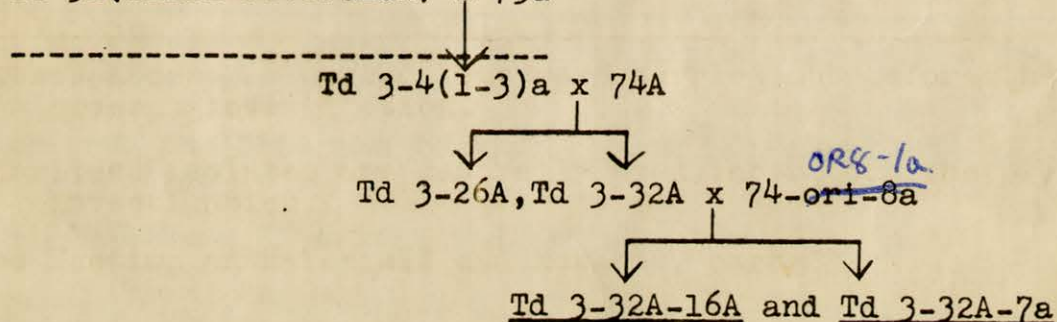 Td 3-4(1-3)a x 74A
OR8-1a.
Td 3-26A,Td 3-32A x 74-ori-8a
Td 3-32A-16A and Td 3-32A-7a